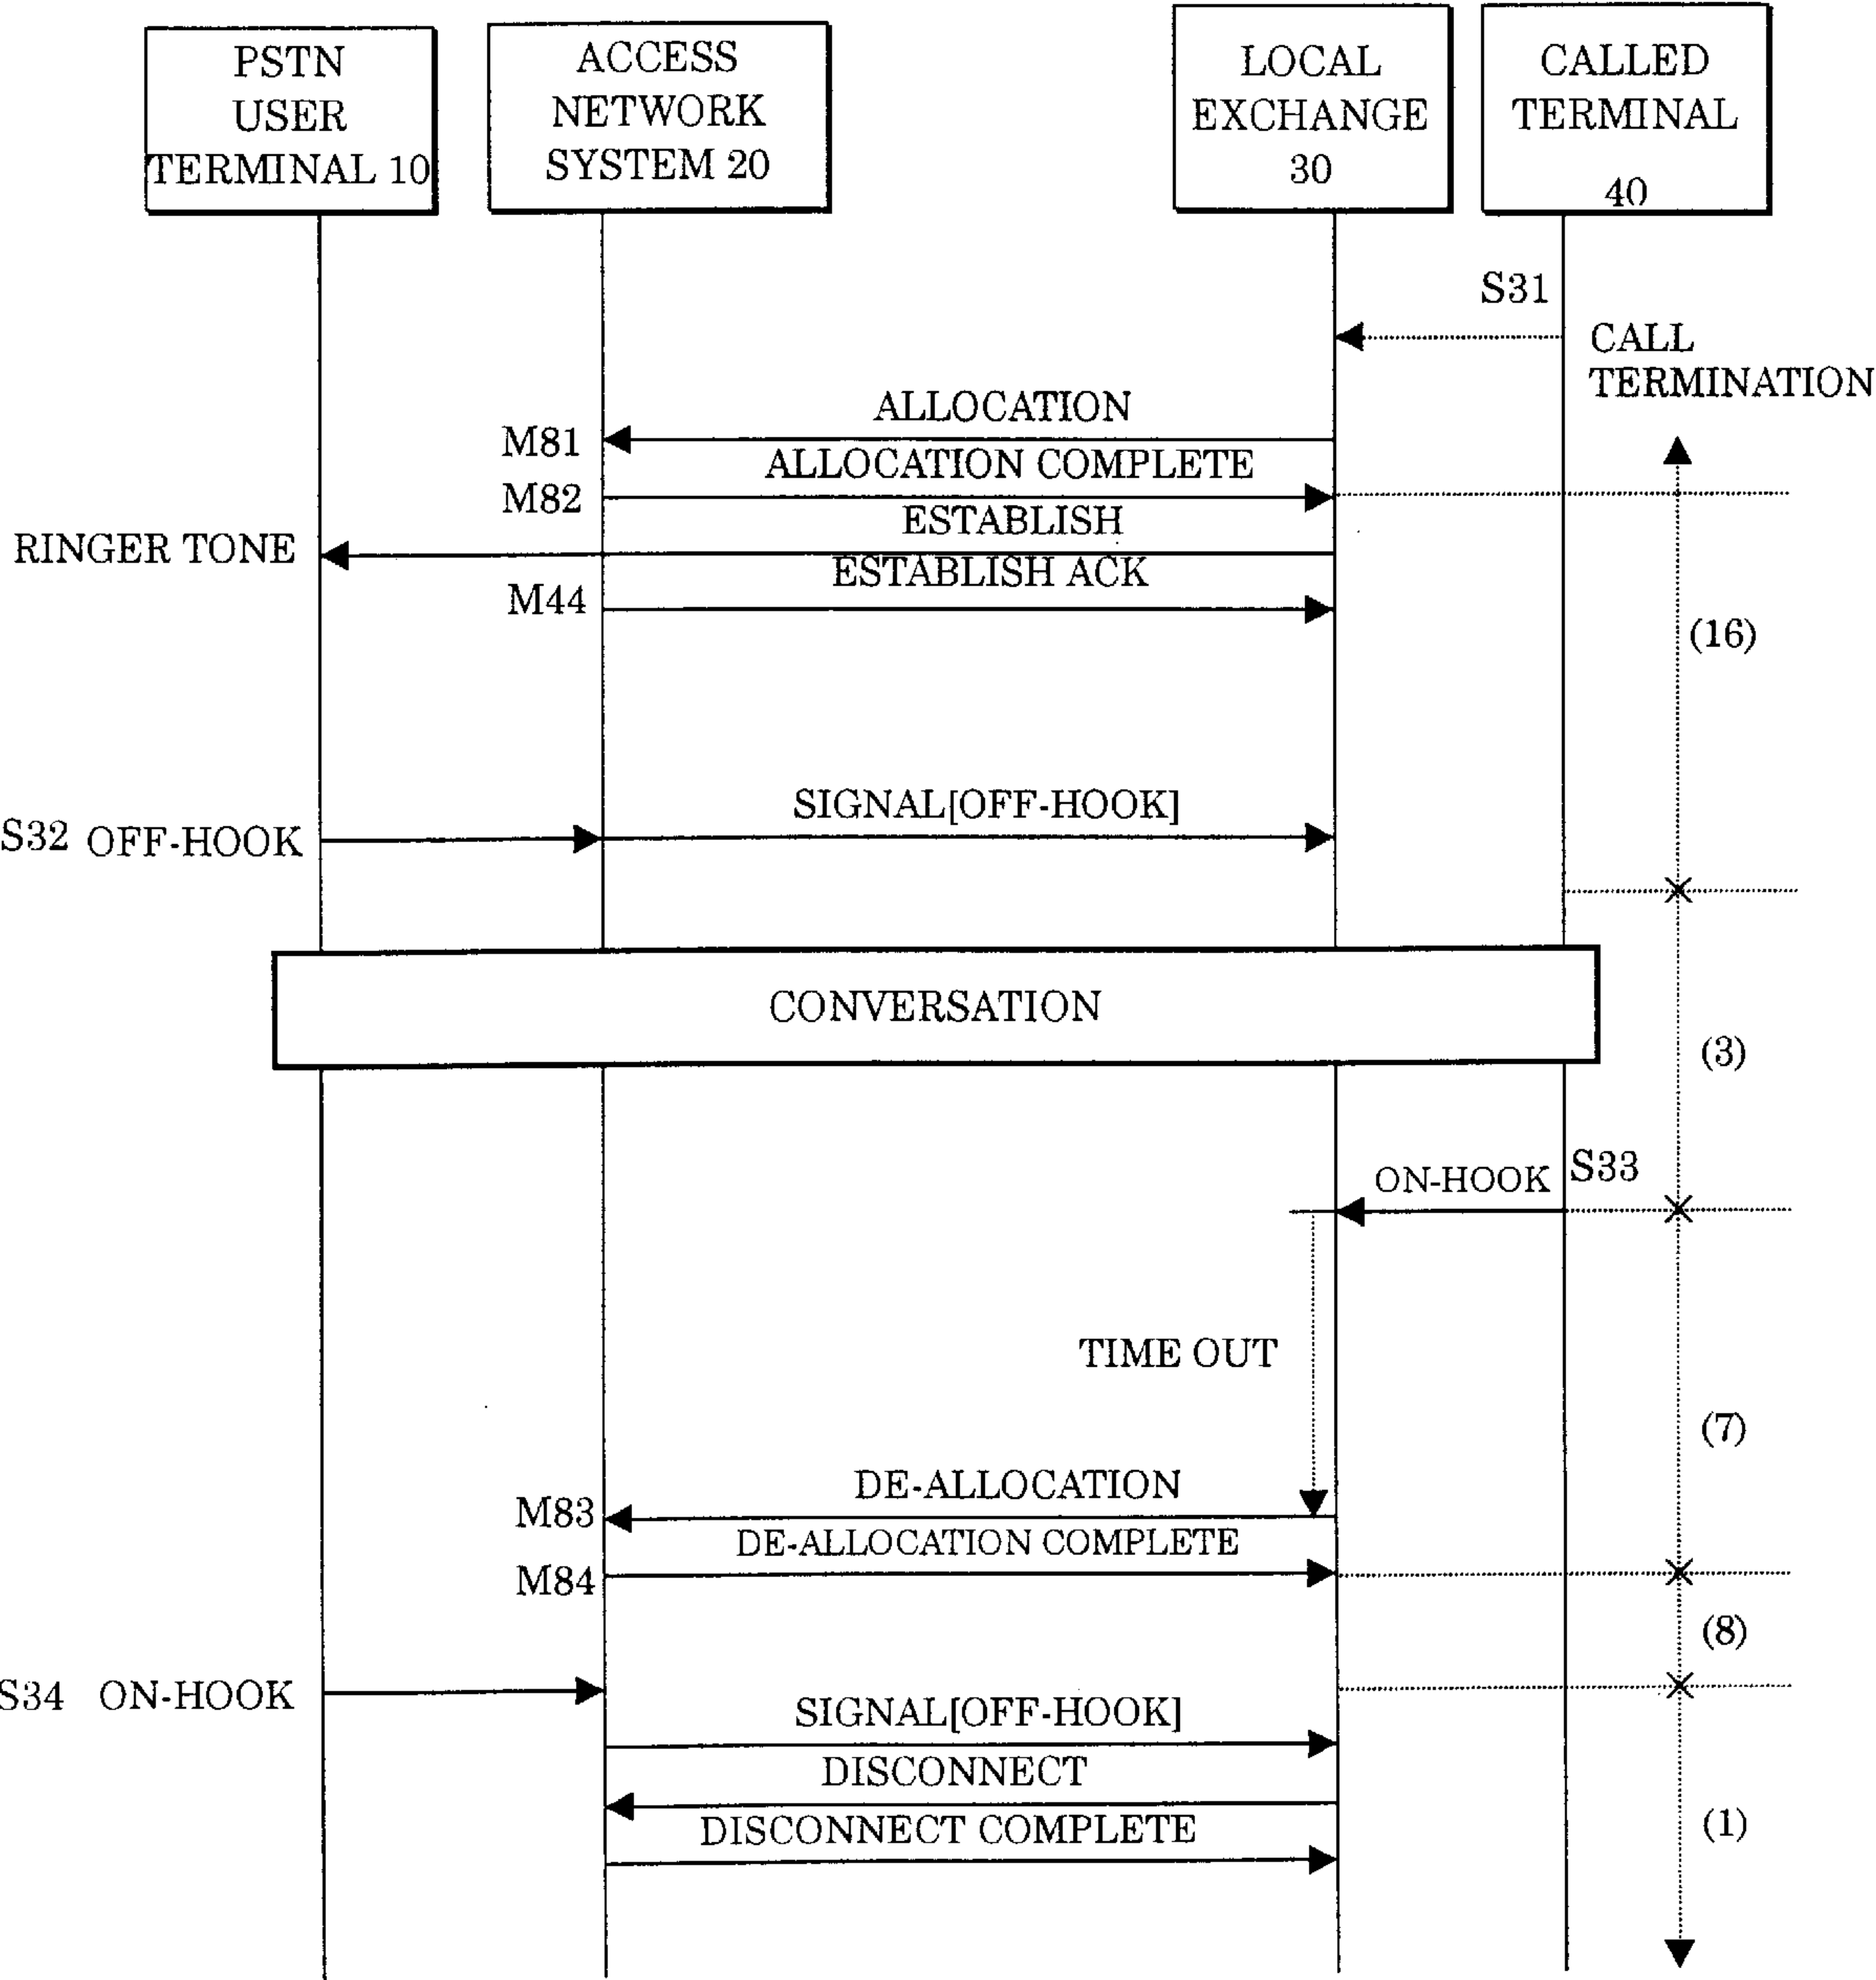 PSTN
USER
TERMINAL 10
ACCESS
NETWORK
SYSTEM 20
LOCAL
EXCHANGE
30
CALLED
TERMINAL
40
S31
CALL
TERMINATION
ALLOCATION
M81
ALLOCATION COMPLETE
M82
ESTABLISH
RINGER TONE
ESTABLISH ACK
M44
(16)
SIGNAL[OFF-HOOK]
S32 OFF-HOOK
CONVERSATION
(3)
ON-HOOK
S33
TIME OUT
(7)
DE-ALLOCATION
M83
DE-ALLOCATION COMPLETE
M84
(8)
S34 ON-HOOK
SIGNAL[OFF-HOOK]
DISCONNECT
DISCONNECT COMPLETE
(1)